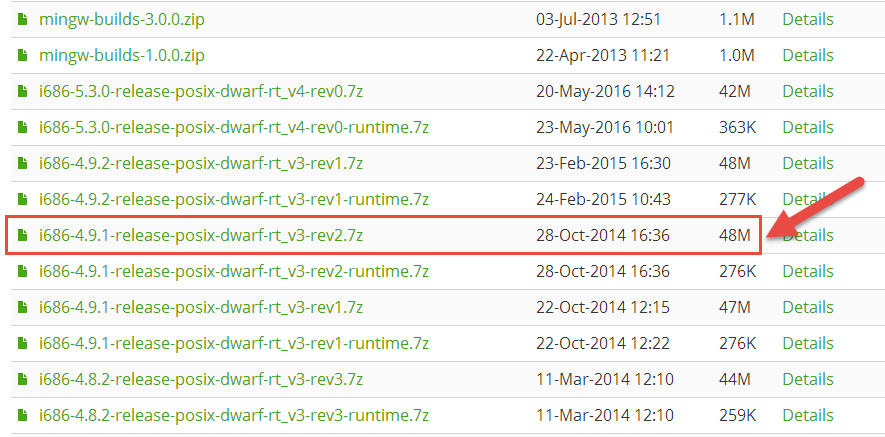 mingw-builds-3.0.0.zip 03-Jul-2013 12:51 1.1M Details
mingw-builds-1.0.0.zip 22-Apr-2013 11:21 1.0M Details
i686-5.3.0-release-posix-dwarf-rt_v4-rev0.7z 20-May-2016 14:12 42M Details
i686-5.3.0-release-posix-dwarf-rt_v4-rev0-runtime.7z 23-May-2016 10:01 363K Details
i686-4.9.2-release-posix-dwarf-rt_v3-rev1.7z 23-Feb-2015 16:30 48M Details
i686-4.9.2-release-posix-dwarf-rt_v3-rev1-runtime.7z 24-Feb-2015 10:43 277K Details
i686-4.9.1-release-posix-dwarf-rt_v3-rev2.7z 28-Oct-2014 16:36 48M Details
i686-4.9.1-release-posix-dwarf-rt_v3-rev2-runtime.7z 28-Oct-2014 16:36 276K Details
i686-4.9.1-release-posix-dwarf-rt_v3-rev1.7z 22-Oct-2014 12:15 47M Details
i686-4.9.1-release-posix-dwarf-rt_v3-rev1-runtime.7z 22-Oct-2014 12:22 276K Details
i686-4.8.2-release-posix-dwarf-rt_v3-rev3.7z 11-Mar-2014 12:10 44M Details
i686-4.8.2-release-posix-dwarf-rt_v3-rev3-runtime.7z 11-Mar-2014 12:10 259K Details